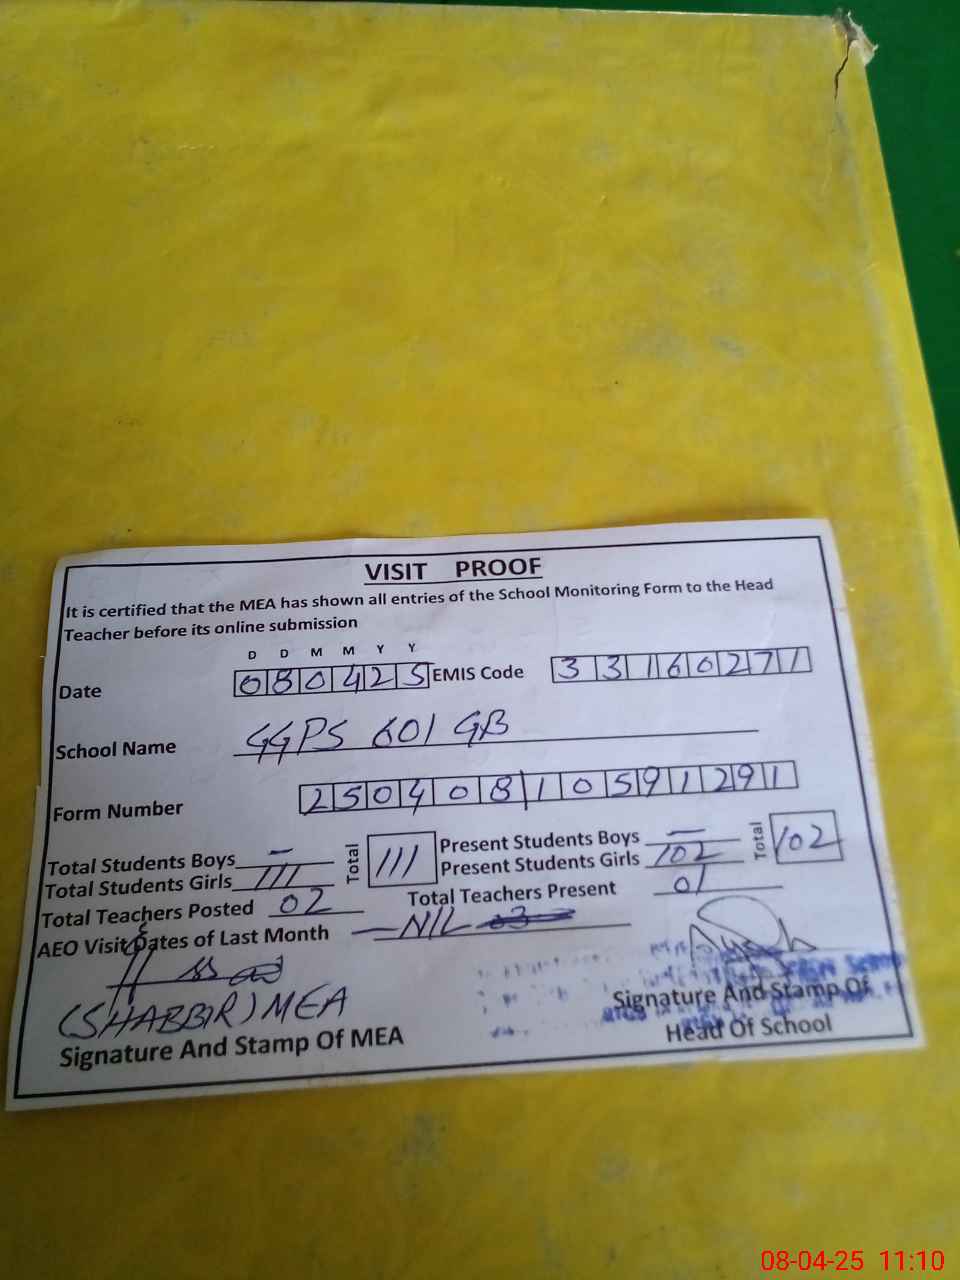 VISIT PROOF
It is certified that the MEA has shown all entries of the School Monitoring Form to the Head
Teacher before its online submission
D D M M Y Y
Date 080425 EMIS Code 33160271
School Name GGPS 601 GB
Form Number 25040810591291
Total Students Boys — Total 111 Present Students Boys — Total 102
Total Students Girls 111 Present Students Girls 102
Total Teachers Posted 02 Total Teachers Present 01
AEO Visit Dates of Last Month — NIL
(SHABBIR) MEA
Signature And Stamp Of MEA
Signature And Stamp Of
Head Of School
08-04-25 11:10